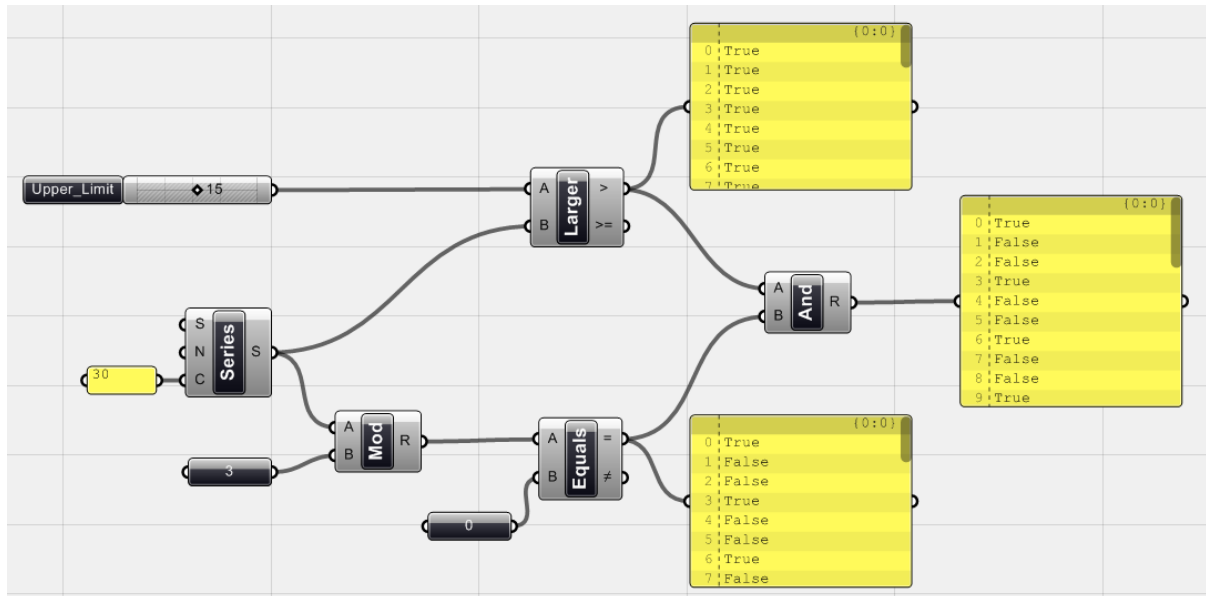 {0;0}
0 True
1 True
2 True
3 True
4 True
5 True
6 True
7 True
Upper_Limit 15
A Larger >
B >=
{0;0}
0 True
1 False
2 False
3 True
4 False
5 False
6 True
7 False
8 False
9 True
A And R
B
S Series S
N
C
30
A Mod R
B
3
A Equals =
B ≠
0
{0;0}
0 True
1 False
2 False
3 True
4 False
5 False
6 True
7 False